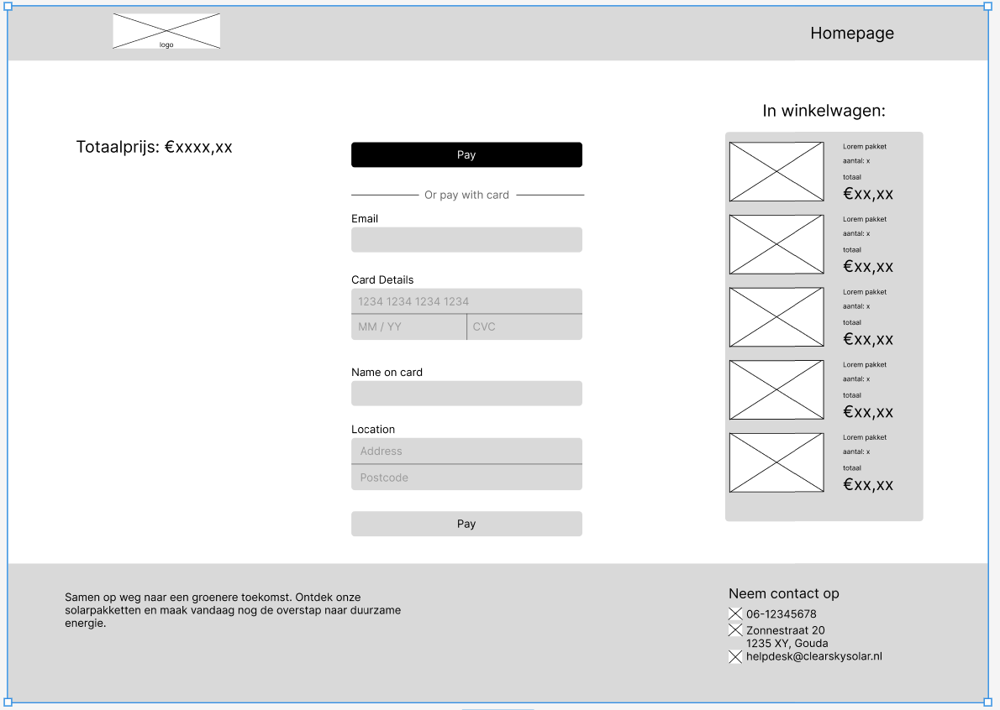 logo
Homepage
Totaalprijs: €xxxx,xx
Pay
Or pay with card
Email
Card Details
1234 1234 1234 1234
MM / YY
CVC
Name on card
Location
Address
Postcode
Pay
In winkelwagen:
Lorem pakket
aantal: x
totaal
€xx,xx
Lorem pakket
aantal: x
totaal
€xx,xx
Lorem pakket
aantal: x
totaal
€xx,xx
Lorem pakket
aantal: x
totaal
€xx,xx
Lorem pakket
aantal: x
totaal
€xx,xx
Samen op weg naar een groenere toekomst. Ontdek onze
solarpakketten en maak vandaag nog de overstap naar duurzame
energie.
Neem contact op
06-12345678
Zonnestraat 20
1235 XY, Gouda
helpdesk@clearskysolar.nl